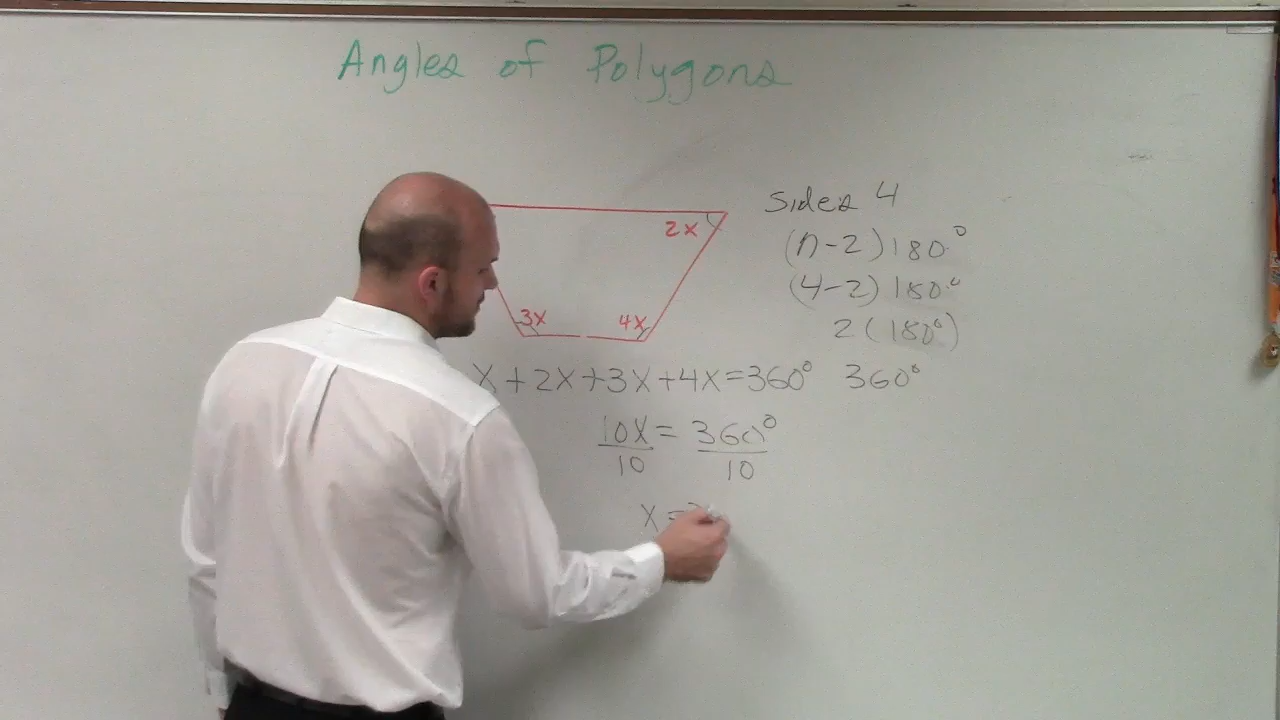 Angles of Polygons
Sides 4
2x
(n-2)180°
(4-2)180°
3x 4x
2(180°)
x+2x+3x+4x=360° 360°
10x = 360°
10 10
x =